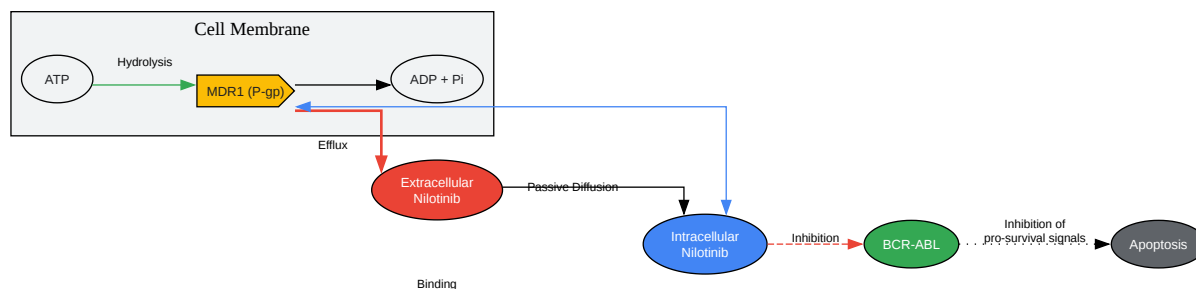 Cell Membrane
Hydrolysis
ATP
MDR1 (P-gp)
ADP + Pi
Efflux
Extracellular
Nilotinib
Passive Diffusion
Intracellular
Nilotinib
Inhibition
BCR-ABL
Inhibition of
pro-survival signals
Apoptosis
Binding